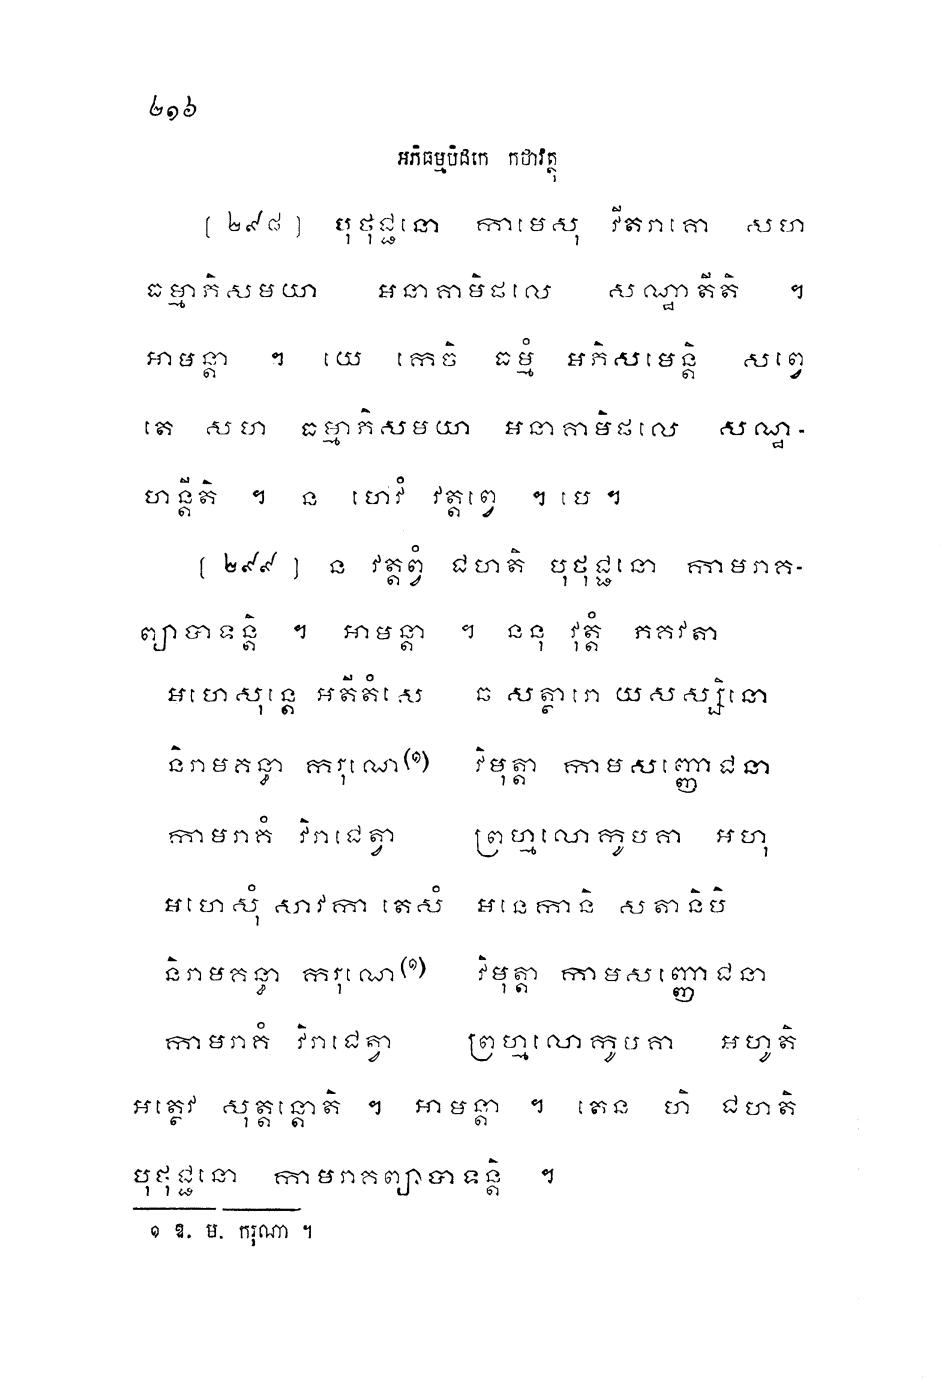 ២១៦
អភិធម្មបិដកេ កថាវត្ថុ
[ ២៩៨ ] បុថុជ្ជនោ កាមេសុ វីតរាគោ សហ
ធម្មាភិសមយា អនាគាមិផលេ សណ្ឋាតីតិ ។
អាមន្តា ។ យេ កេចិ ធម្មំ អភិសមេន្តិ សព្វេ
តេ សហ ធម្មាភិសមយា អនាគាមិផលេ សណ្ឋ-
ហន្តីតិ ។ ន ហេវំ វត្តព្វេ ។ បេ ។
[ ២៩៩ ] ន វត្តព្វំ ជហតិ បុថុជ្ជនោ កាមរាគ-
ព្យាបាទន្តិ ។ អាមន្តា ។ ននុ វុត្តំ ភគវតា
អហេសុន្តេ អតីតំសេ ឆ សត្ថារោ យសស្សិនោ
និរាមគន្ធា ករុណេ(១) វិមុត្តា កាមសញ្ញោជនា
កាមរាគំ វិរាជេត្វា ព្រហ្មលោកូបគា អហុ
អហេសុំ សាវកា តេសំ អនេកានិ សតានិបិ
និរាមគន្ធា ករុណេ(១) វិមុត្តា កាមសញ្ញោជនា
កាមរាគំ វិរាជេត្វា ព្រហ្មលោកូបគា អហូតិ
អត្ថេវ សុត្តន្តោតិ ។ អាមន្តា ។ តេន ហិ ជហតិ
បុថុជ្ជនោ កាមរាគព្យាបាទន្តិ ។
១ ឱ. ម. ករុណា ។